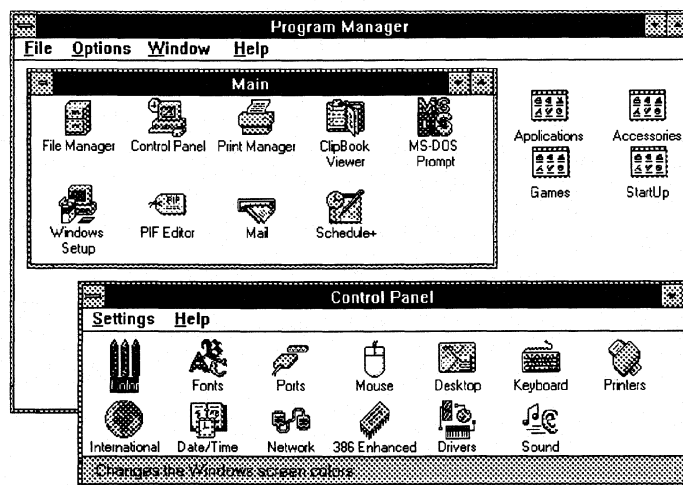 Program Manager
File Options Window Help
Main
File Manager Control Panel Print Manager ClipBook Viewer MS-DOS Prompt
Windows Setup PIF Editor Mail Schedule+
Applications Accessories
Games StartUp
Control Panel
Settings Help
Color Fonts Ports Mouse Desktop Keyboard Printers
International Date/Time Network 386 Enhanced Drivers Sound
Changes the Windows screen colors